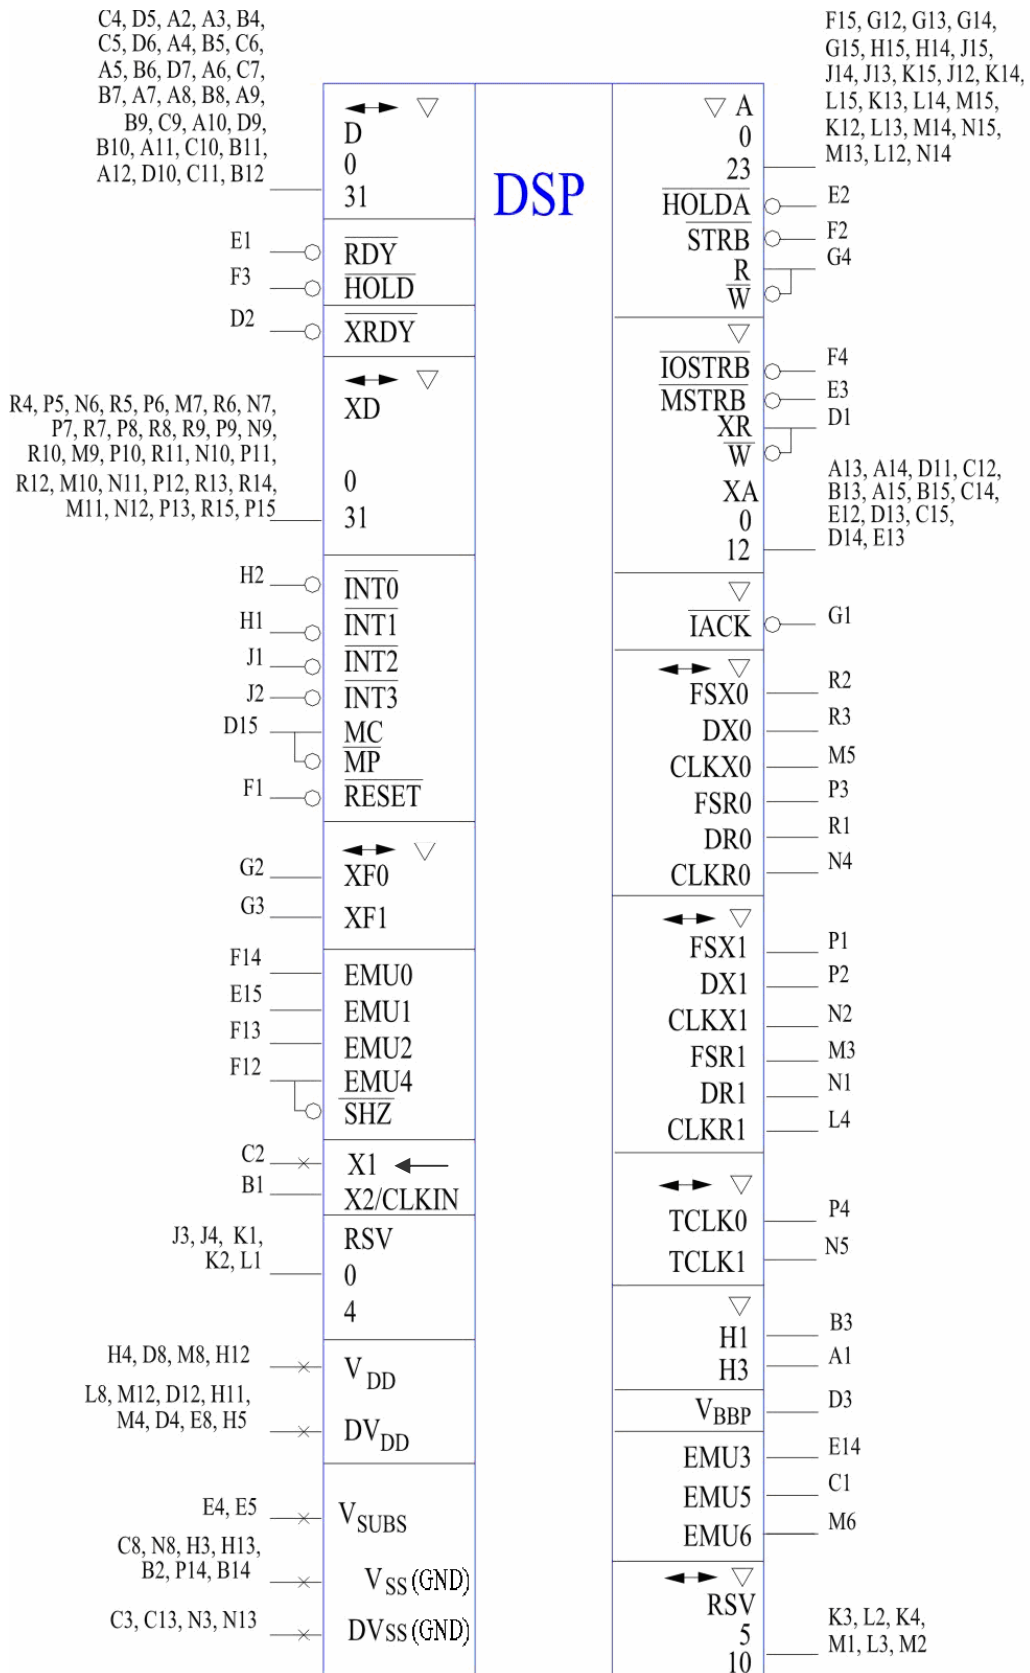 C4, D5, A2, A3, B4,
C5, D6, A4, B5, C6,
A5, B6, D7, A6, C7,
B7, A7, A8, B8, A9,
B9, C9, A10, D9,
B10, A11, C10, B11,
A12, D10, C11, B12
D
0
31
E1
RDY
F3
HOLD
D2
XRDY
R4, P5, N6, R5, P6, M7, R6, N7,
P7, R7, P8, R8, R9, P9, N9,
R10, M9, P10, R11, N10, P11,
R12, M10, N11, P12, R13, R14,
M11, N12, P13, R15, P15
XD
0
31
H2
INT0
H1
INT1
J1
INT2
J2
INT3
D15
MC
MP
F1
RESET
G2
XF0
G3
XF1
F14
EMU0
E15
EMU1
F13
EMU2
F12
EMU4
SHZ
C2
X1
B1
X2/CLKIN
J3, J4, K1,
K2, L1
RSV
0
4
H4, D8, M8, H12
VDD
L8, M12, D12, H11,
M4, D4, E8, H5
DVDD
E4, E5
VSUBS
C8, N8, H3, H13,
B2, P14, B14
VSS(GND)
C3, C13, N3, N13
DVSS(GND)
DSP
F15, G12, G13, G14,
G15, H15, H14, J15,
J14, J13, K15, J12, K14,
L15, K13, L14, M15,
K12, L13, M14, N15,
M13, L12, N14
A
0
23
HOLDA
E2
STRB
F2
R
G4
W
IOSTRB
F4
MSTRB
E3
XR
D1
W
A13, A14, D11, C12,
B13, A15, B15, C14,
E12, D13, C15,
D14, E13
XA
0
12
IACK
G1
FSX0
R2
DX0
R3
CLKX0
M5
FSR0
P3
DR0
R1
CLKR0
N4
FSX1
P1
DX1
P2
CLKX1
N2
FSR1
M3
DR1
N1
CLKR1
L4
TCLK0
P4
TCLK1
N5
H1
B3
H3
A1
VBBP
D3
EMU3
E14
EMU5
C1
EMU6
M6
RSV
5
10
K3, L2, K4,
M1, L3, M2